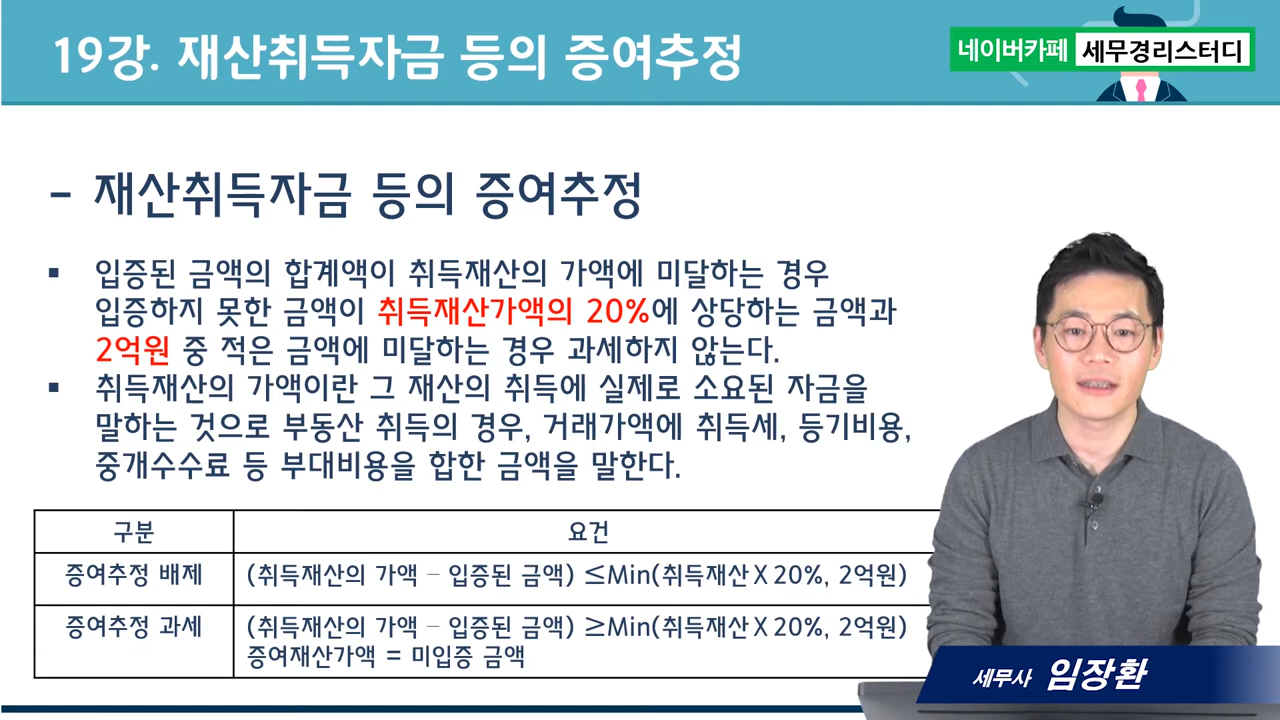 19강. 재산취득자금 등의 증여추정
네이버카페 세무경리스터디
- 재산취득자금 등의 증여추정
▪ 입증된 금액의 합계액이 취득재산의 가액에 미달하는 경우
입증하지 못한 금액이 취득재산가액의 20%에 상당하는 금액과
2억원 중 적은 금액에 미달하는 경우 과세하지 않는다.
▪ 취득재산의 가액이란 그 재산의 취득에 실제로 소요된 자금을
말하는 것으로 부동산 취득의 경우, 거래가액에 취득세, 등기비용,
중개수수료 등 부대비용을 합한 금액을 말한다.
구분 요건
증여추정 배제 (취득재산의 가액 – 입증된 금액) ≤Min(취득재산X20%, 2억원)
증여추정 과세 (취득재산의 가액 – 입증된 금액) ≥Min(취득재산X20%, 2억원)
증여재산가액 = 미입증 금액
세무사 임장환